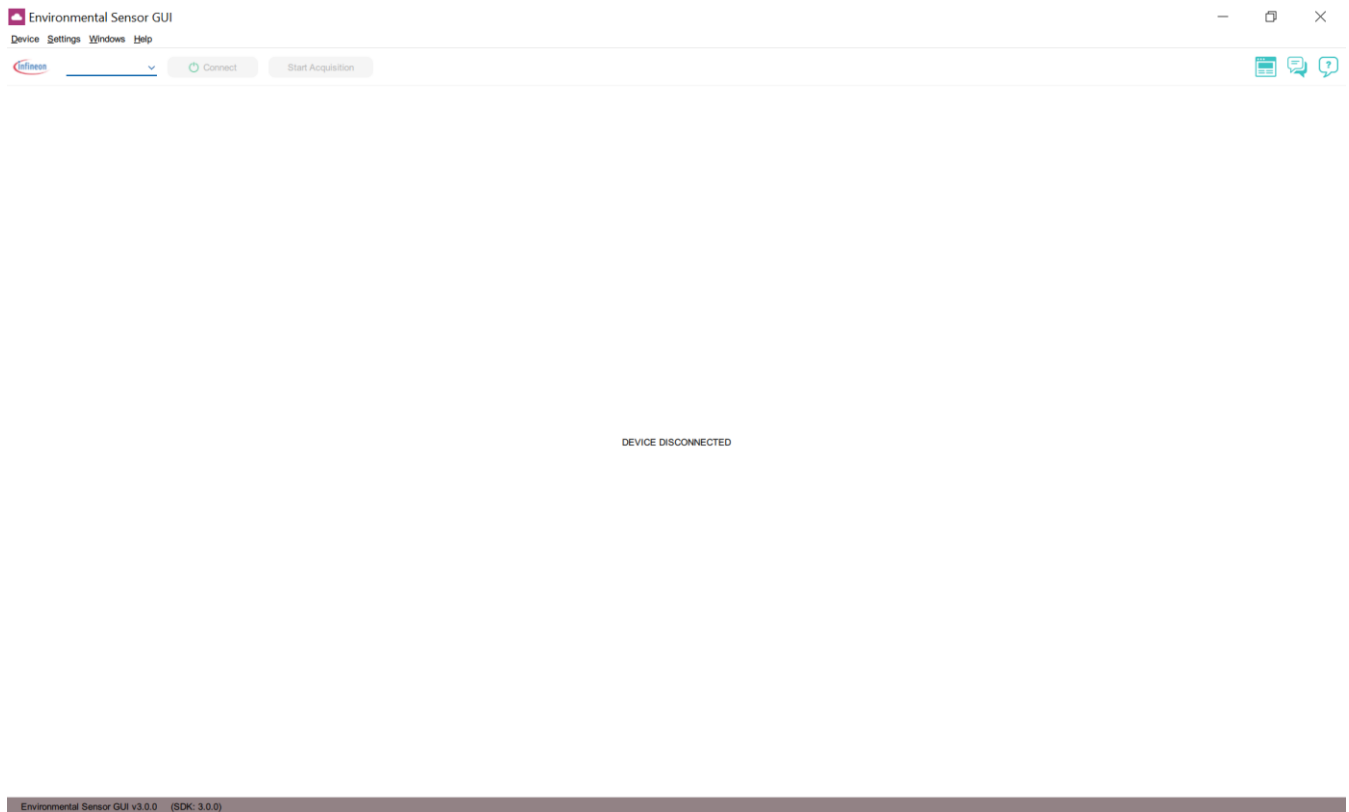 Environmental Sensor GUI
Device Settings Windows Help
infineon Connect Start Acquisition
?
DEVICE DISCONNECTED
Environmental Sensor GUI v3.0.0 (SDK: 3.0.0)